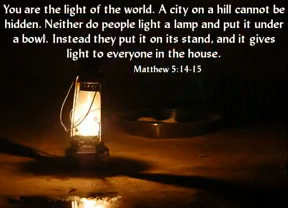 You are the light of the world. A city on a hill cannot be
hidden. Neither do people light a lamp and put it under
a bowl. Instead they put it on its stand, and it gives
light to everyone in the house.
Matthew 5:14-15